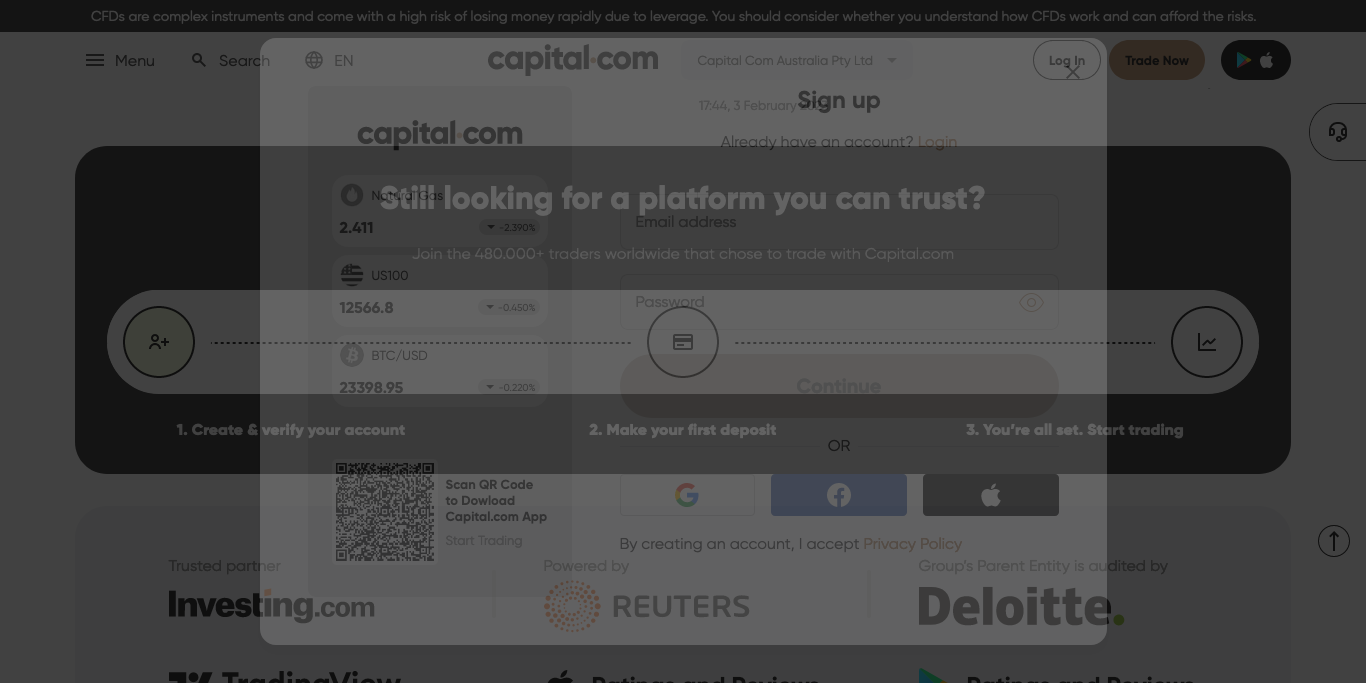 CFDs are complex instruments and come with a high risk of losing money rapidly due to leverage. You should consider whether you understand how CFDs work and can afford the risks.
Menu
Search
EN
capital.com
Capital Com Australia Pty Ltd
Log In
Trade Now
17:44, 3 February
Sign up
Already have an account? Login
capital.com
Natural Gas
2.411
-2.390%
US100
12566.8
-0.450%
BTC/USD
23398.95
-0.220%
Still looking for a platform you can trust?
Join the 480.000+ traders worldwide that chose to trade with Capital.com
Email address
Password
Continue
1. Create & verify your account
2. Make your first deposit
3. You're all set. Start trading
OR
Scan QR Code
to Dowload
Capital.com App
Start Trading
By creating an account, I accept Privacy Policy
Trusted partner
Investing.com
Powered by
REUTERS
Group's Parent Entity is audited by
Deloitte.
TradingView
Ratings and Reviews
Ratings and Reviews